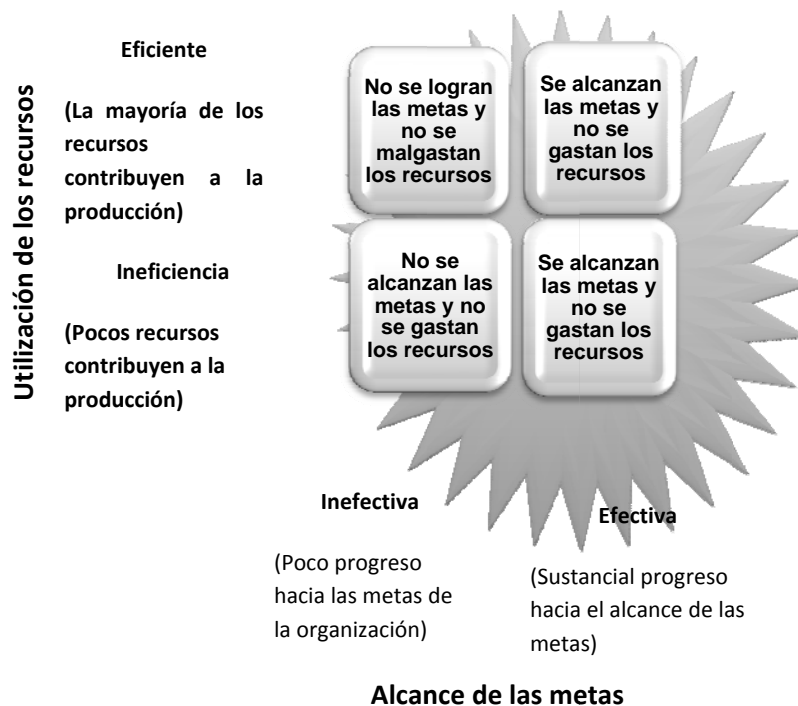 Utilización de los recursos
Eficiente
(La mayoría de los
recursos
contribuyen a la
producción)
Ineficiencia
(Pocos recursos
contribuyen a la
producción)
No se logran
las metas y
no se
malgastan
los recursos
Se alcanzan
las metas y
no se
gastan los
recursos
No se
alcanzan las
metas y no
se gastan
los recursos
Se alcanzan
las metas y
no se
gastan los
recursos
Inefectiva
(Poco progreso
hacia las metas de
la organización)
Efectiva
(Sustancial progreso
hacia el alcance de las
metas)
Alcance de las metas